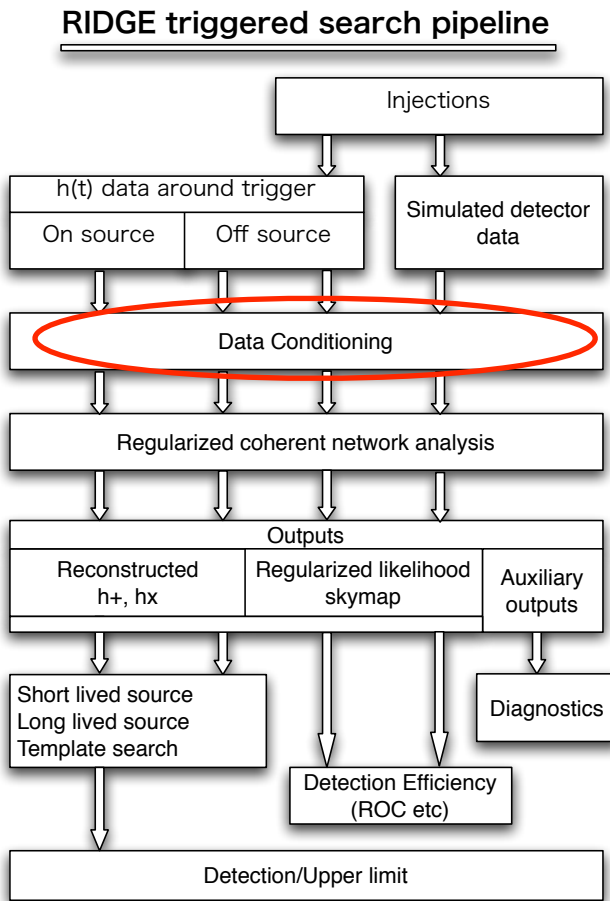 RIDGE triggered search pipeline
Injections
h(t) data around trigger
On source
Off source
Simulated detector
data
Data Conditioning
Regularized coherent network analysis
Outputs
Reconstructed
h+, hx
Regularized likelihood
skymap
Auxiliary
outputs
Short lived source
Long lived source
Template search
Diagnostics
Detection Efficiency
(ROC etc)
Detection/Upper limit